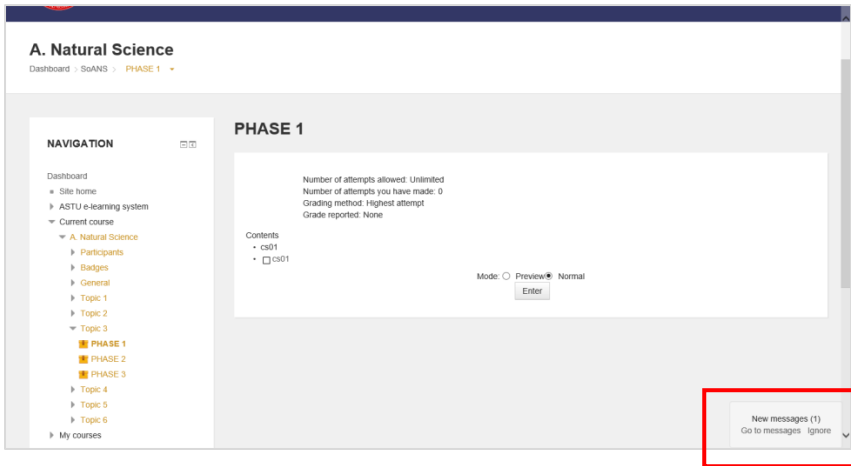 A. Natural Science
Dashboard > SoANS > PHASE 1
NAVIGATION
Dashboard
Site home
ASTU e-learning system
Current course
A. Natural Science
Participants
Badges
General
Topic 1
Topic 2
Topic 3
PHASE 1
PHASE 2
PHASE 3
Topic 4
Topic 5
Topic 6
My courses
PHASE 1
Number of attempts allowed: Unlimited
Number of attempts you have made: 0
Grading method: Highest attempt
Grade reported: None
Contents
• cs01
• cs01
Mode: Preview Normal
Enter
New messages (1)
Go to messages Ignore